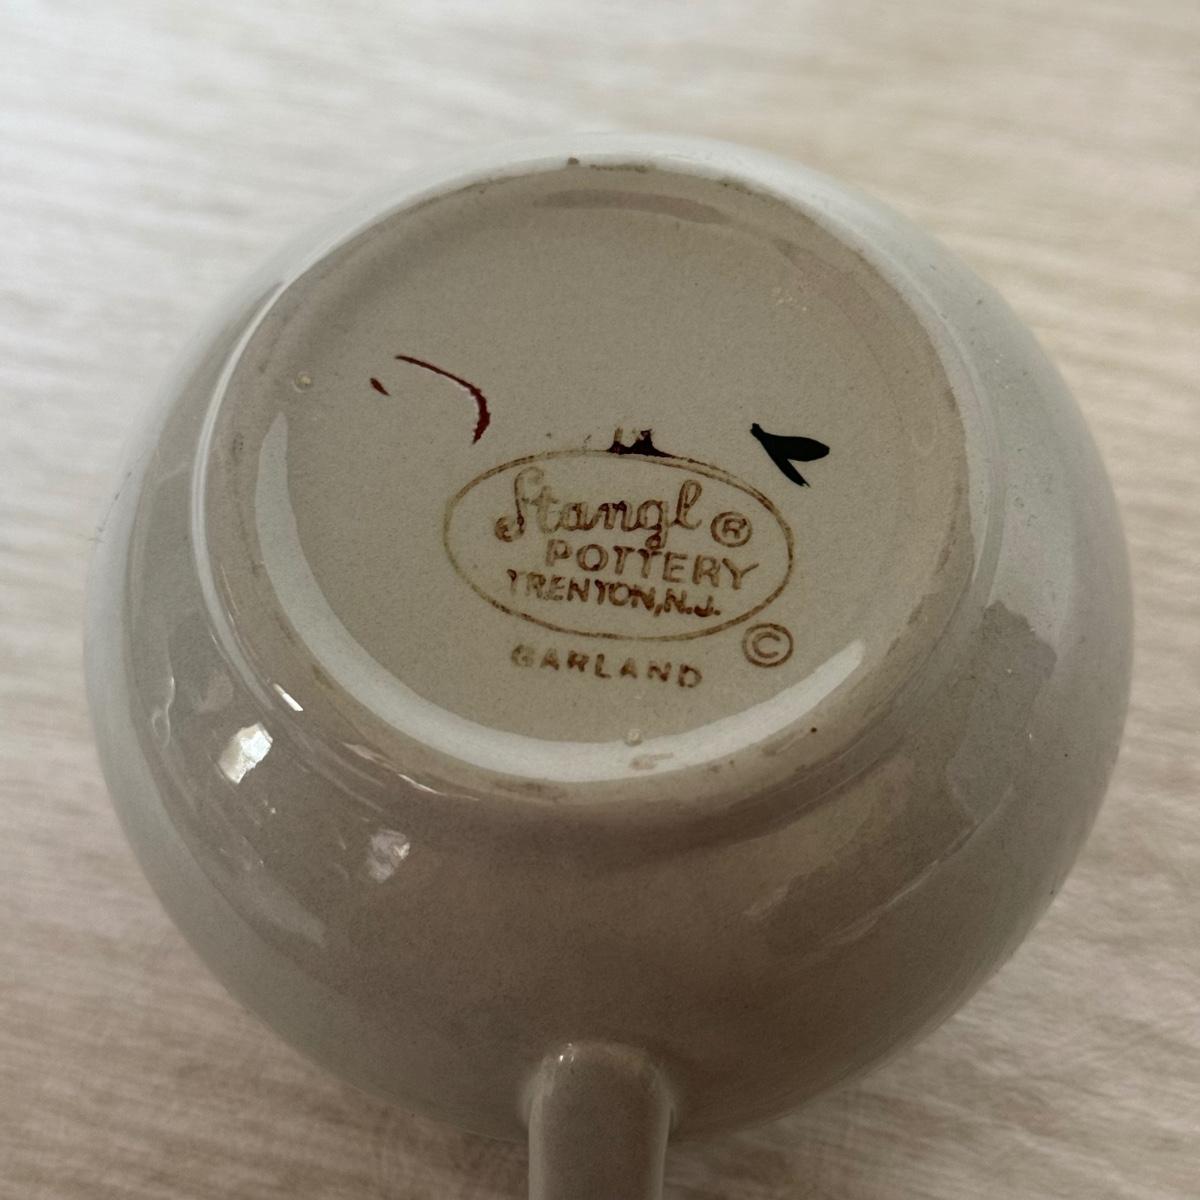 Stangl ®
POTTERY
TRENTON, N.J.
©
GARLAND